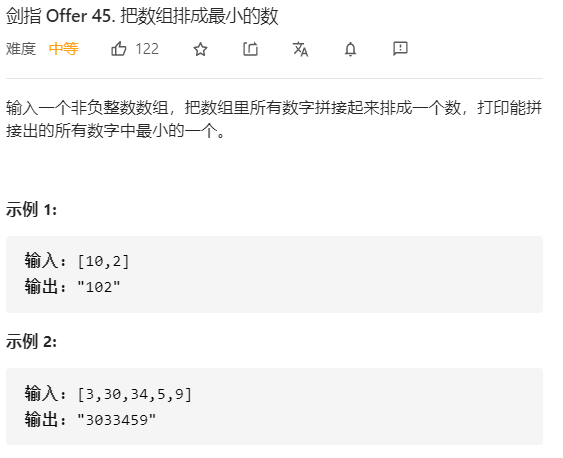 剑指 Offer 45. 把数组排成最小的数
难度 中等 122
输入一个非负整数数组，把数组里所有数字拼接起来排成一个数，打印能拼
接出的所有数字中最小的一个。
示例 1:
输入: [10,2]
输出: "102"
示例 2:
输入: [3,30,34,5,9]
输出: "3033459"